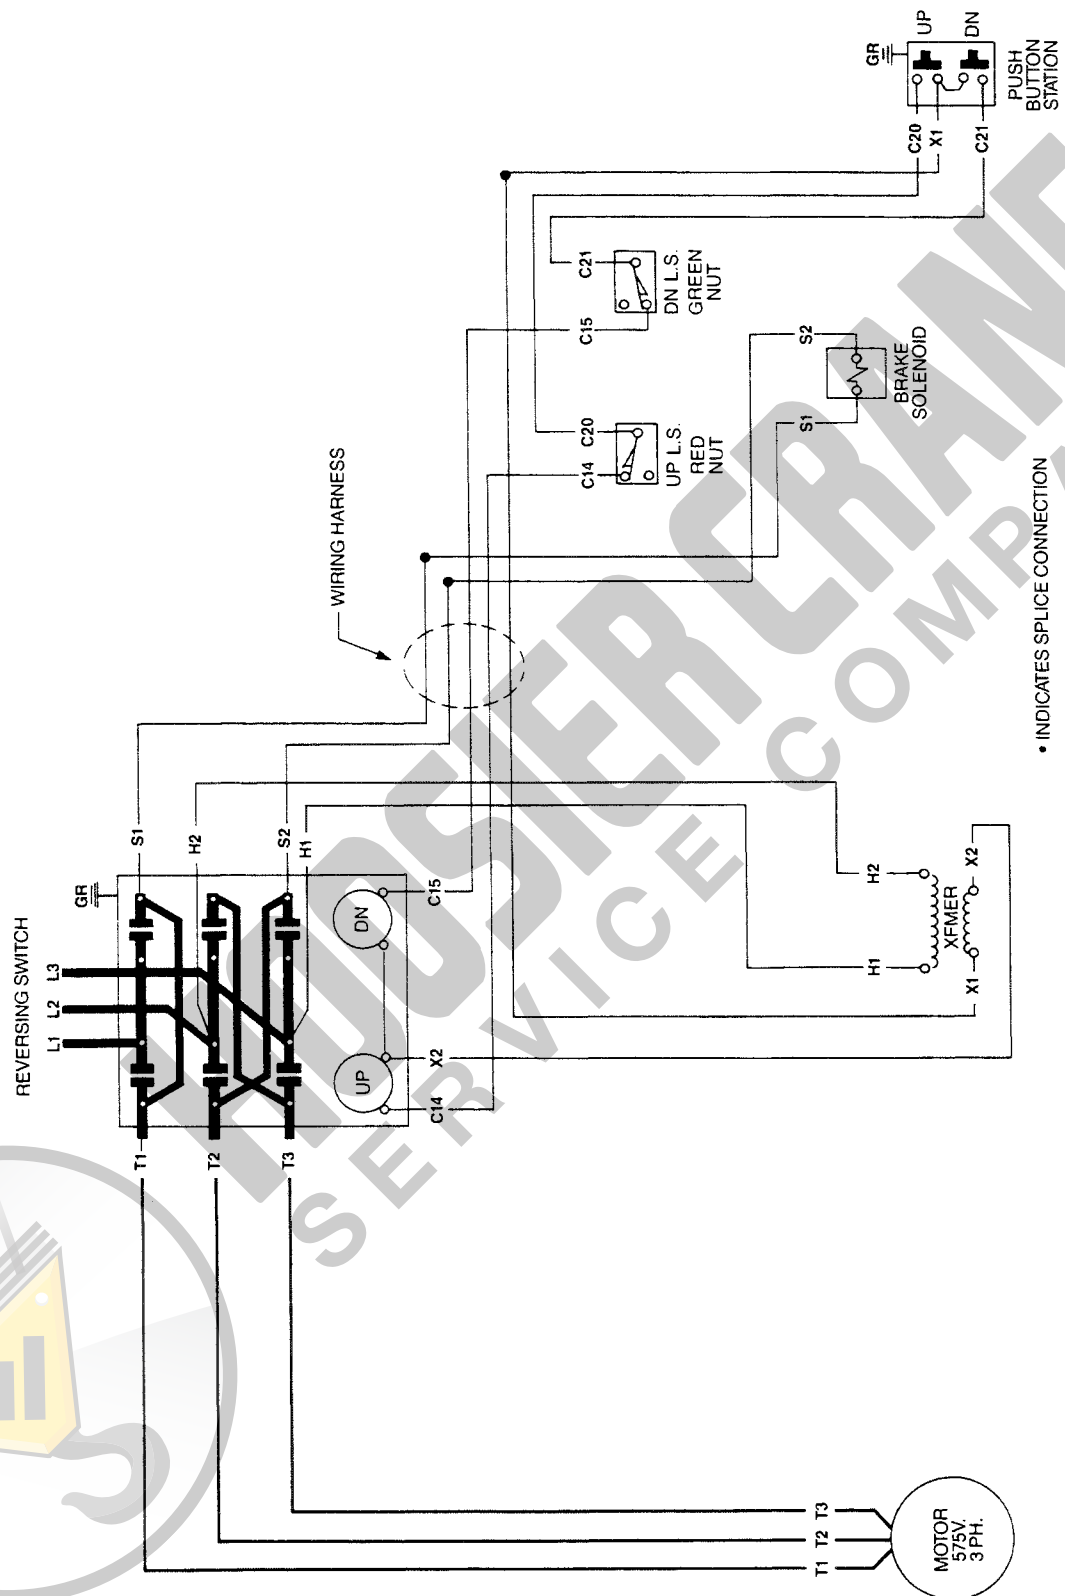 REVERSING SWITCH
L1
L2
L3
GR
T1
T2
T3
S1
H2
S2
H1
UP
DN
C14
X2
C15
WIRING HARNESS
C14
C20
UP L.S.
RED
NUT
C15
C21
DN L.S.
GREEN
NUT
S1
S2
BRAKE
SOLENOID
GR
UP
DN
PUSH
BUTTON
STATION
C20
X1
C21
H1
H2
XFMER
X1
X2
T1
T2
T3
MOTOR
575V.
3 PH.
• INDICATES SPLICE CONNECTION
HOOSIER CRANE
SERVICE COMP